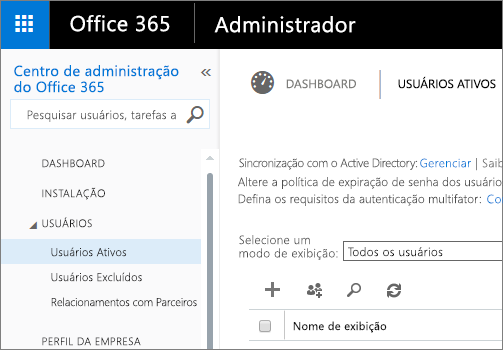 Office 365
Administrador
Centro de administração
do Office 365
Pesquisar usuários, tarefas a
DASHBOARD
INSTALAÇÃO
USUÁRIOS
Usuários Ativos
Usuários Excluídos
Relacionamentos com Parceiros
PERFIL DA EMPRESA
DASHBOARD
USUÁRIOS ATIVOS
Sincronização com o Active Directory: Gerenciar | Saib
Altere a política de expiração de senha dos usuário
Defina os requisitos da autenticação multifator: Co
Selecione um
modo de exibição:
Todos os usuários
Nome de exibição